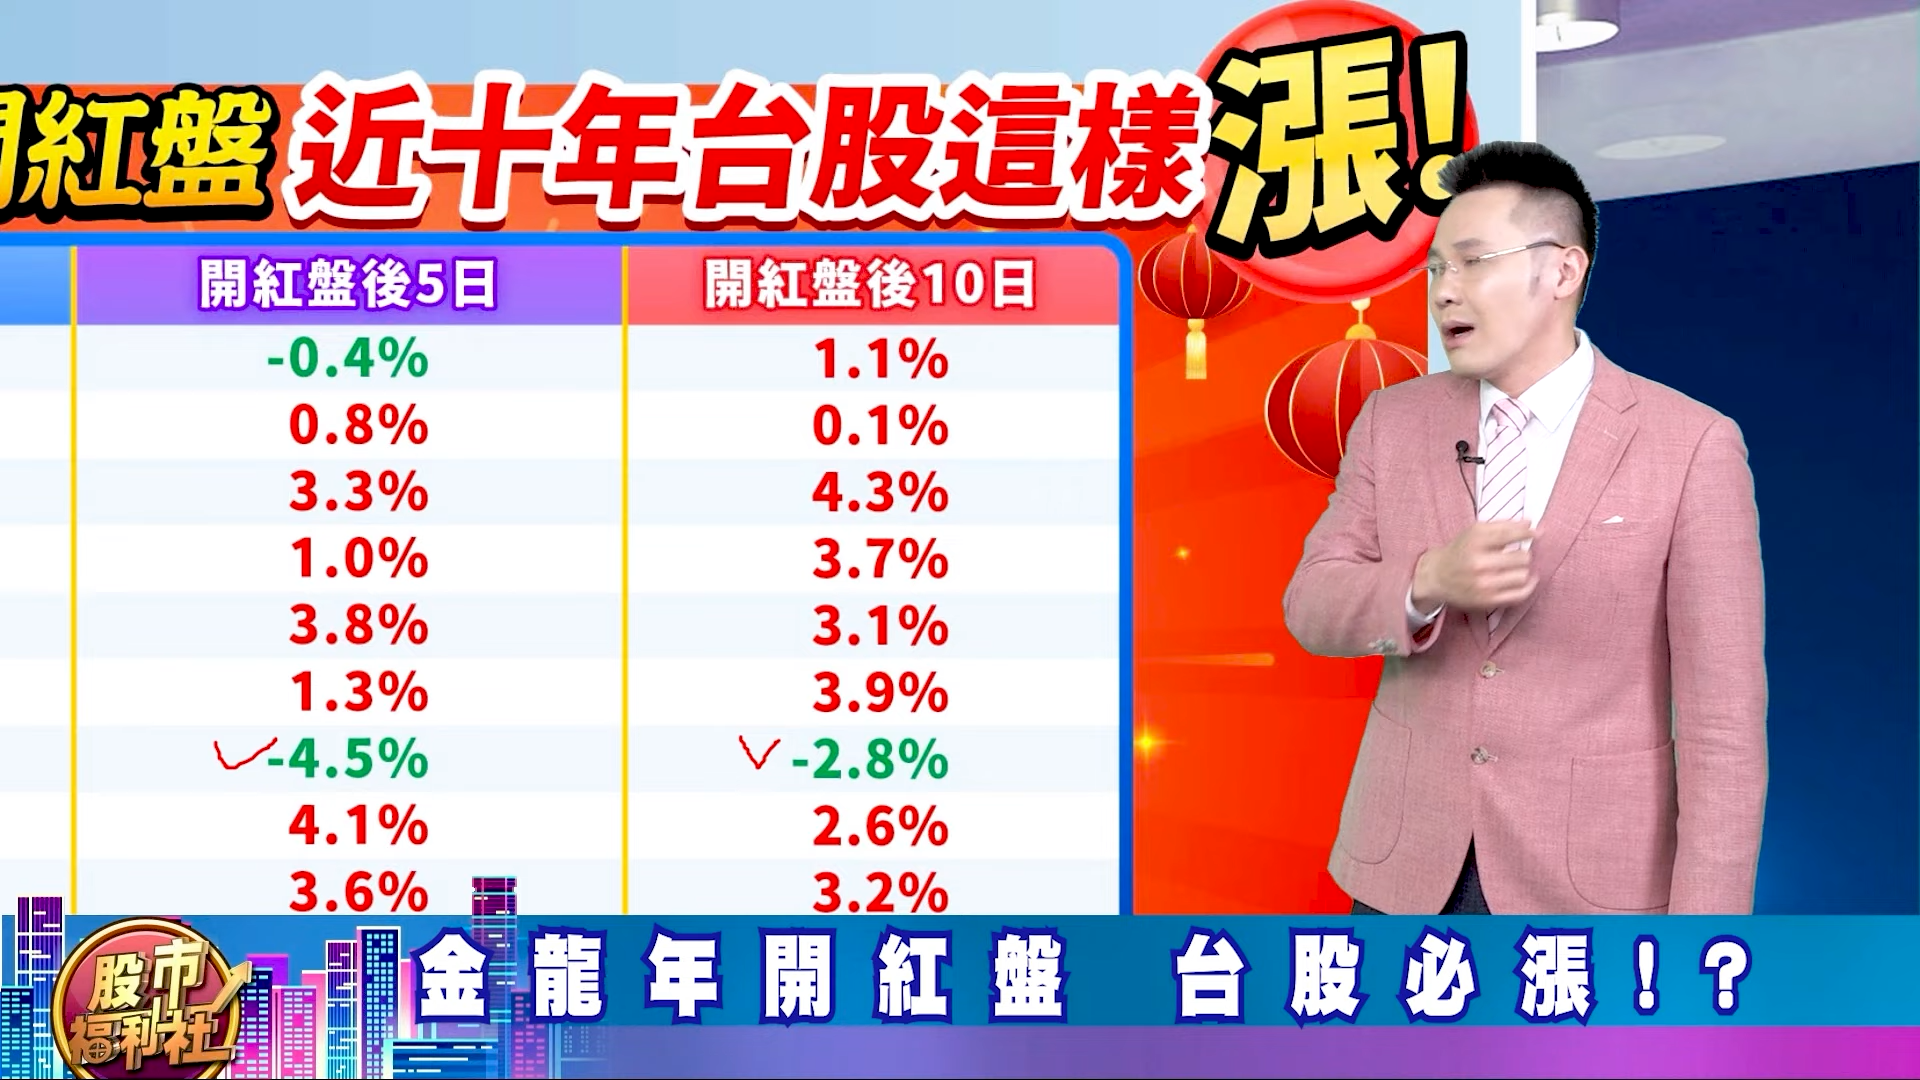 開紅盤 近十年台股這樣漲!
開紅盤後5日 開紅盤後10日
-0.4% 1.1%
0.8% 0.1%
3.3% 4.3%
1.0% 3.7%
3.8% 3.1%
1.3% 3.9%
-4.5% -2.8%
4.1% 2.6%
3.6% 3.2%
股市
福利社
金龍年開紅盤 台股必漲!?